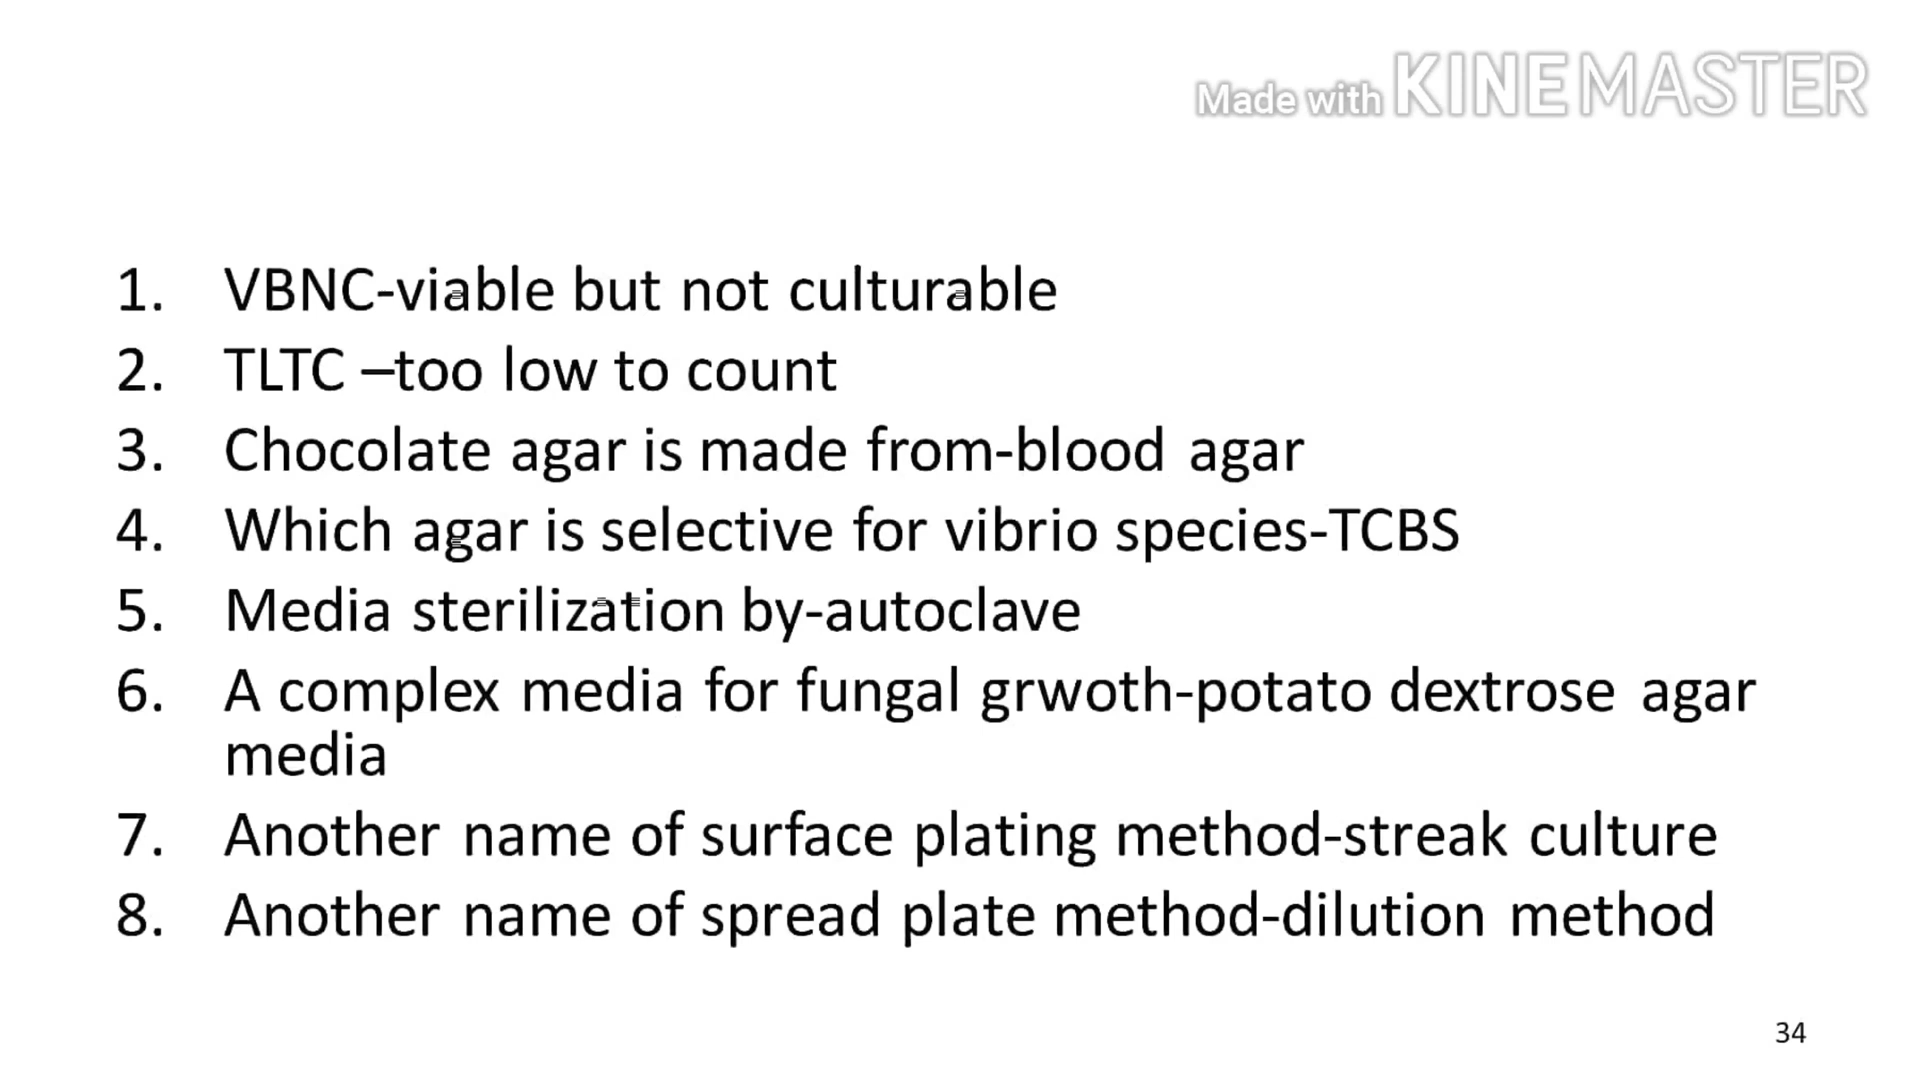 Made with KINEMASTER
1. VBNC-viable but not culturable
2. TLTC –too low to count
3. Chocolate agar is made from-blood agar
4. Which agar is selective for vibrio species-TCBS
5. Media sterilization by-autoclave
6. A complex media for fungal grwoth-potato dextrose agar
media
7. Another name of surface plating method-streak culture
8. Another name of spread plate method-dilution method
34